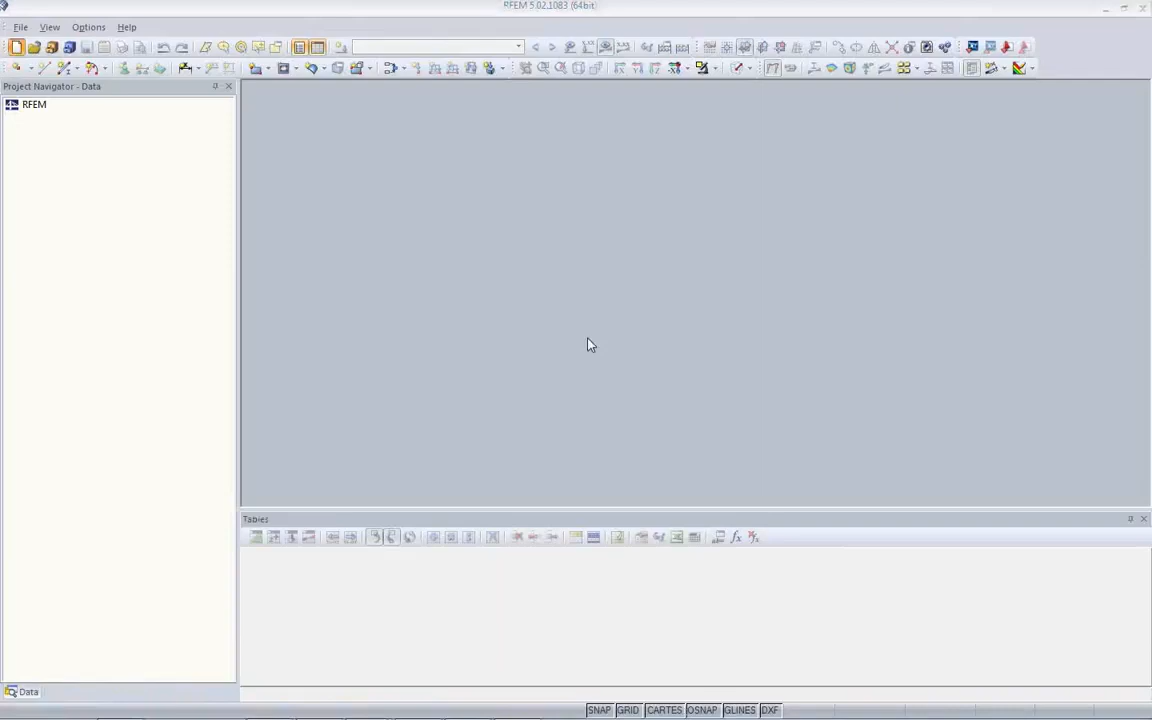 RFEM 5.02.1083 (64bit)
File View Options Help
Project Navigator - Data
RFEM
Tables
Data
SNAP GRID CARTES OSNAP GLINES DXF